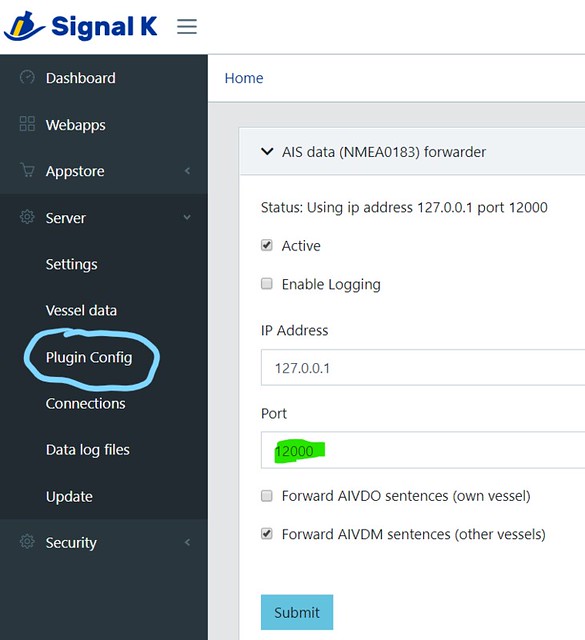 Signal K
Dashboard
Webapps
Appstore
Server
Settings
Vessel data
Plugin Config
Connections
Data log files
Update
Security
Home
AIS data (NMEA0183) forwarder
Status: Using ip address 127.0.0.1 port 12000
Active
Enable Logging
IP Address
127.0.0.1
Port
12000
Forward AIVDO sentences (own vessel)
Forward AIVDM sentences (other vessels)
Submit